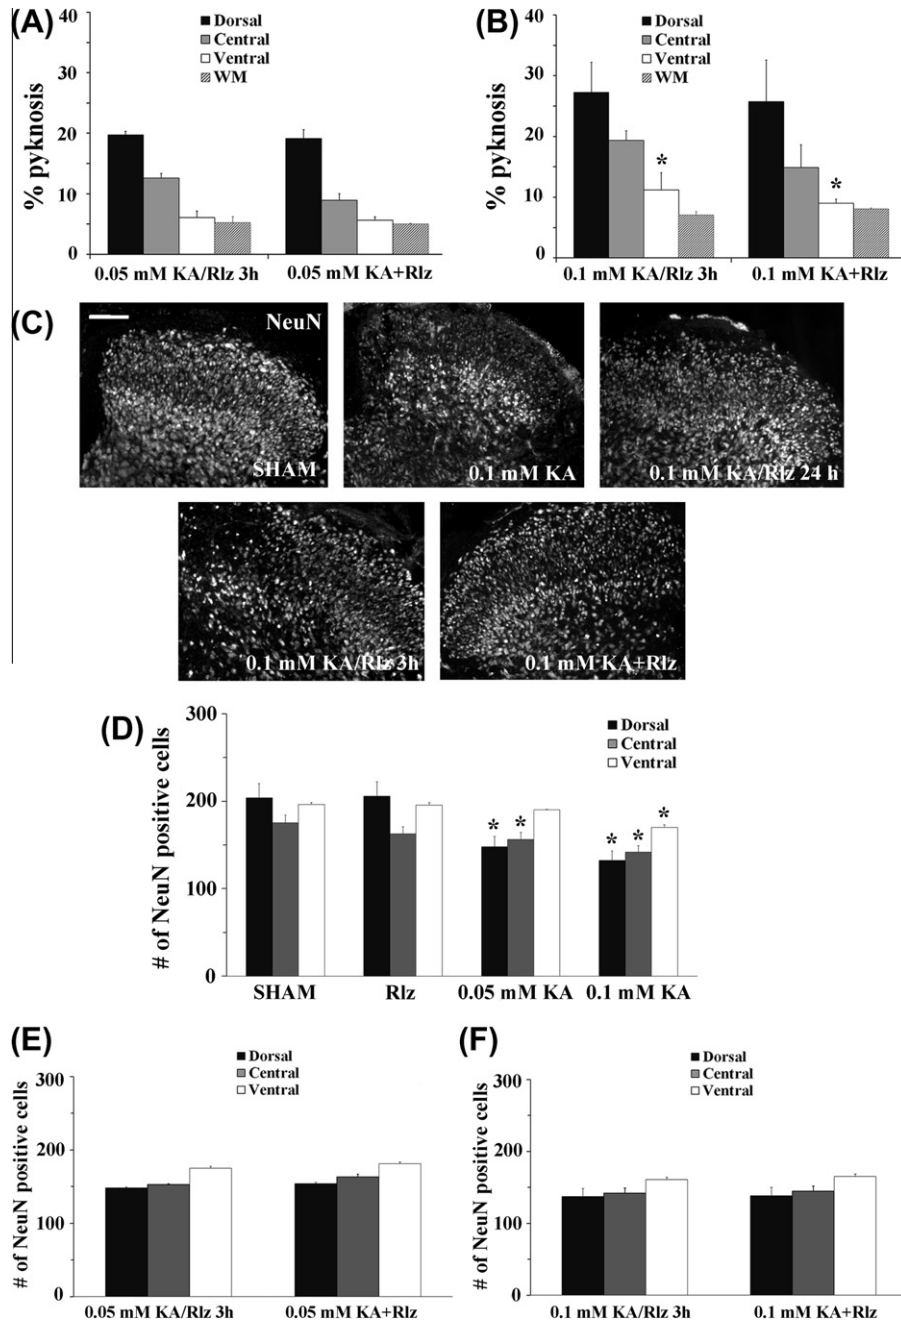 (A)
Dorsal
Central
Ventral
WM
% pyknosis
40
30
20
10
0
0.05 mM KA/Rlz 3h
0.05 mM KA+Rlz
(B)
Dorsal
Central
Ventral
WM
% pyknosis
40
30
20
10
0
*
*
0.1 mM KA/Rlz 3h
0.1 mM KA+Rlz
(C)
NeuN
SHAM
0.1 mM KA
0.1 mM KA/Rlz 24 h
0.1 mM KA/Rlz 3h
0.1 mM KA+Rlz
(D)
Dorsal
Central
Ventral
# of NeuN positive cells
300
200
100
0
* *
* * *
SHAM
Rlz
0.05 mM KA
0.1 mM KA
(E)
Dorsal
Central
Ventral
# of NeuN positive cells
300
200
100
0
0.05 mM KA/Rlz 3h
0.05 mM KA+Rlz
(F)
Dorsal
Central
Ventral
# of NeuN positive cells
300
200
100
0
0.1 mM KA/Rlz 3h
0.1 mM KA+Rlz